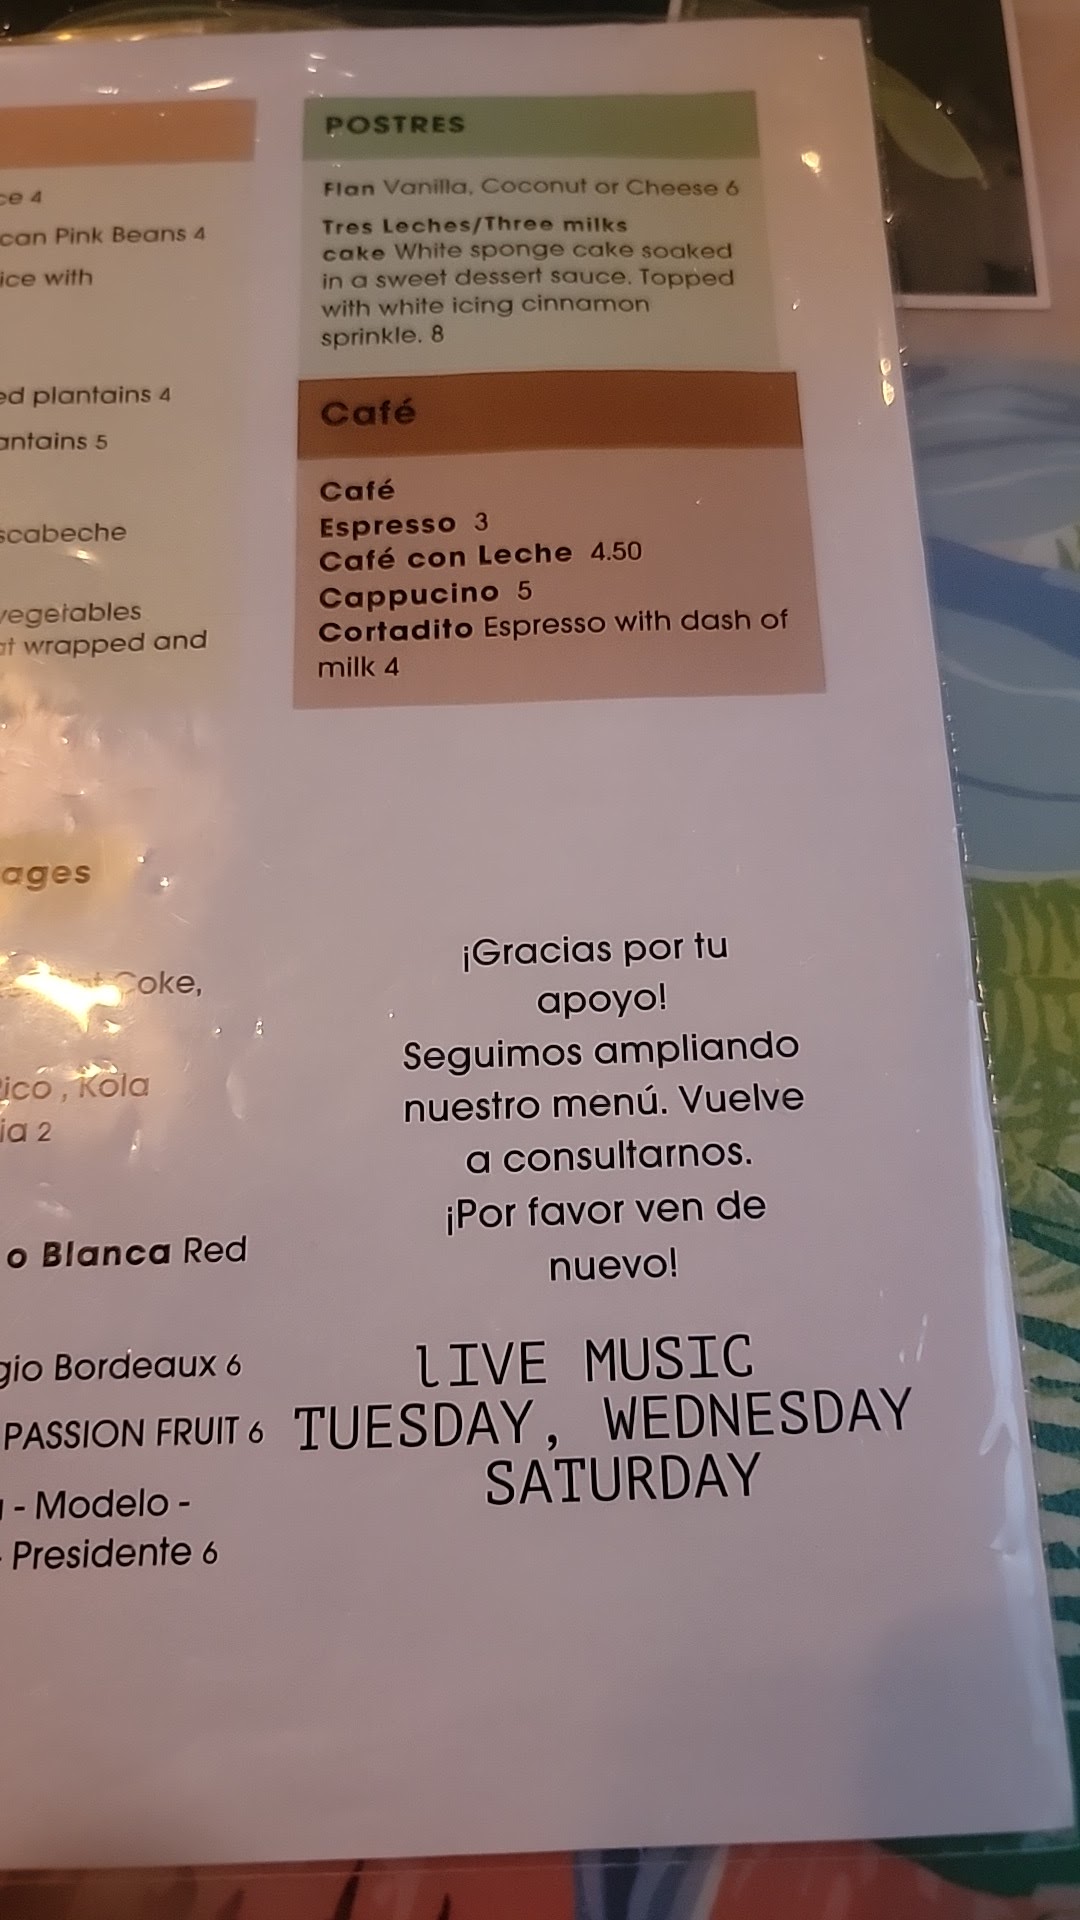 ce 4
can Pink Beans 4
ice with
ed plantains 4
antains 5
scabeche
vegetables
at wrapped and
ages
Coke,
Rico , Kola
ia 2
o Blanca Red
gio Bordeaux 6
PASSION FRUIT 6
- Modelo -
- Presidente 6
POSTRES
Flan Vanilla, Coconut or Cheese 6
Tres Leches/Three milks
cake White sponge cake soaked
in a sweet dessert sauce. Topped
with white icing cinnamon
sprinkle. 8
Café
Café
Espresso 3
Café con Leche 4.50
Cappucino 5
Cortadito Espresso with dash of
milk 4
¡Gracias por tu
apoyo!
Seguimos ampliando
nuestro menú. Vuelve
a consultarnos.
¡Por favor ven de
nuevo!
lIVE MUSIC
TUESDAY, WEDNESDAY
SATURDAY